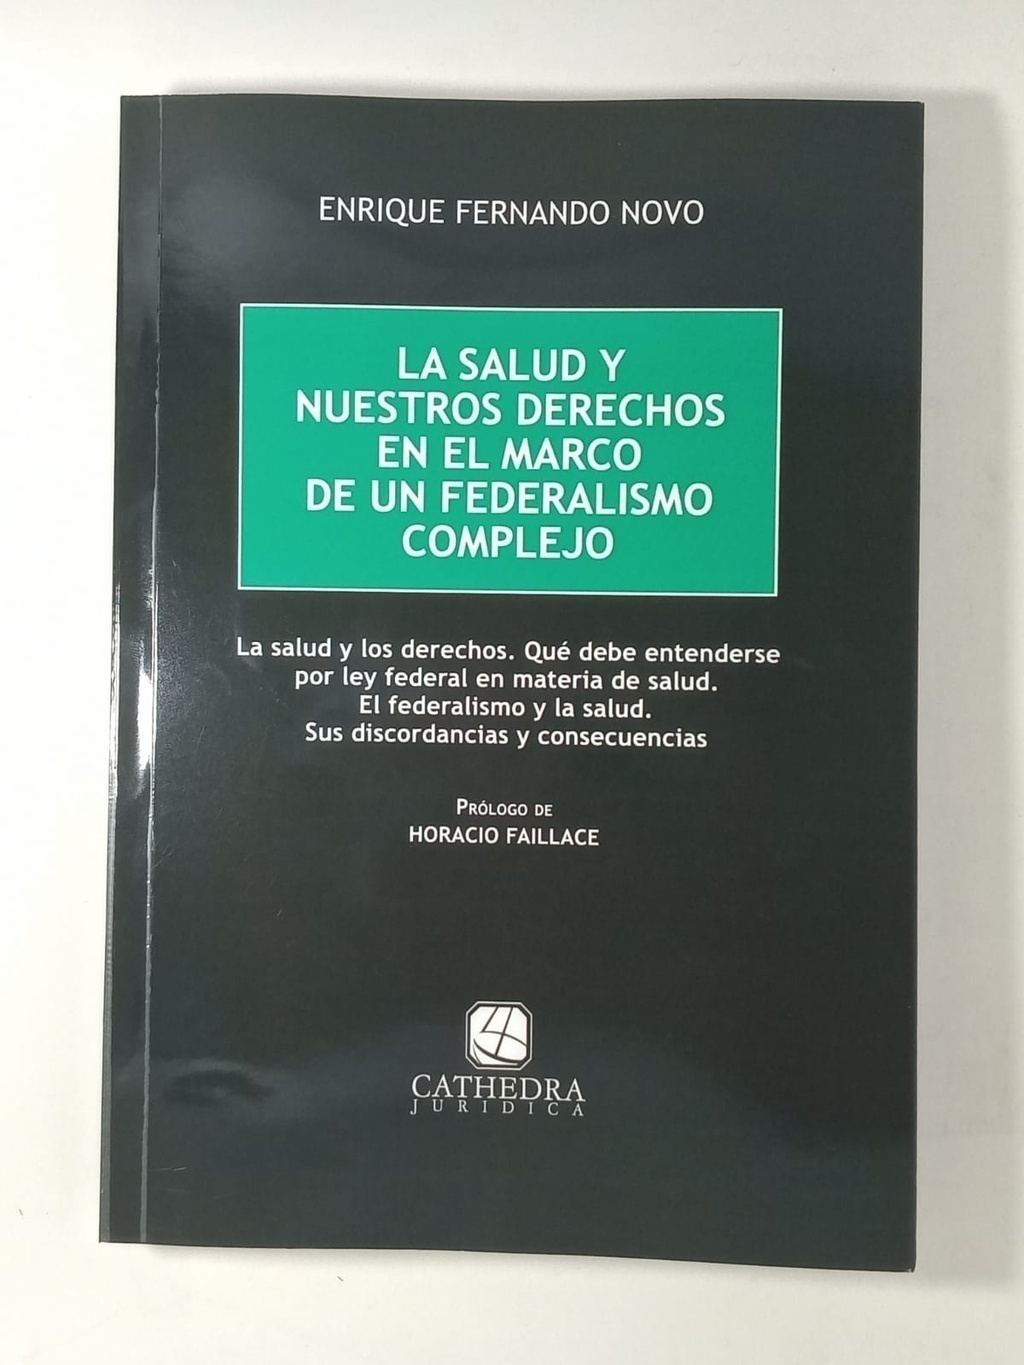 ENRIQUE FERNANDO NOVO
LA SALUD Y
NUESTROS DERECHOS
EN EL MARCO
DE UN FEDERALISMO
COMPLEJO
La salud y los derechos. Qué debe entenderse
por ley federal en materia de salud.
El federalismo y la salud.
Sus discordancias y consecuencias
PRÓLOGO DE
HORACIO FAILLACE
CATHEDRA
JURIDICA